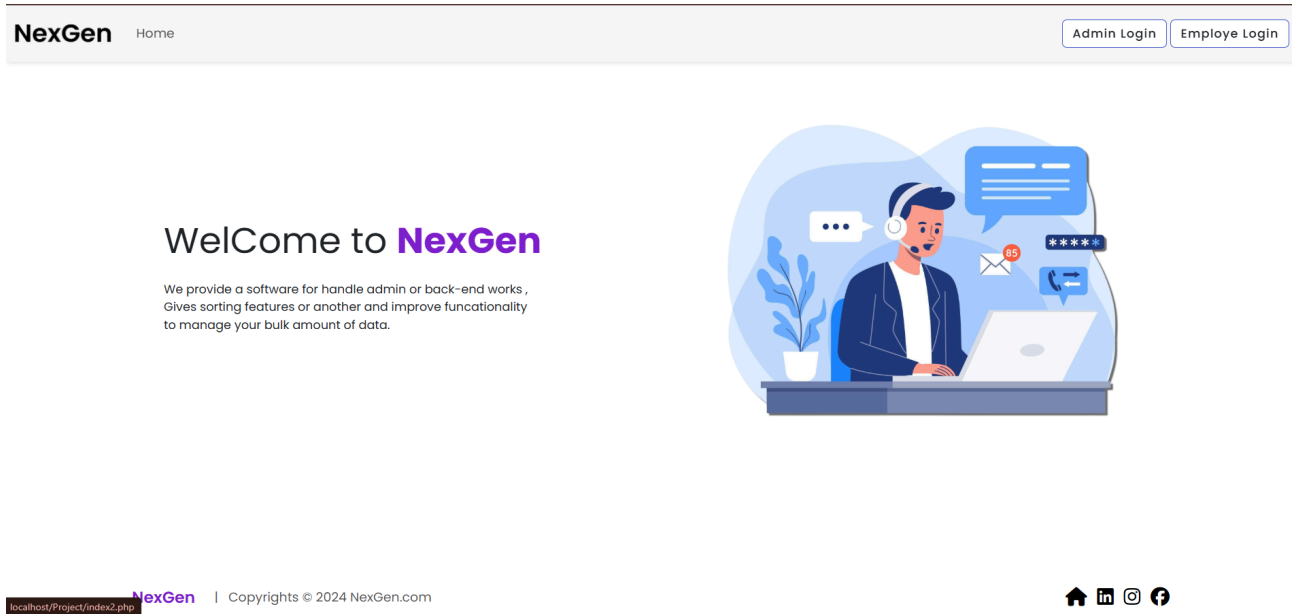 NexGen Home Admin Login Employe Login
WelCome to NexGen
We provide a software for handle admin or back-end works ,
Gives sorting features or another and improve funcationality
to manage your bulk amount of data.
85
*****
NexGen | Copyrights © 2024 NexGen.com
localhost/Project/index2.php